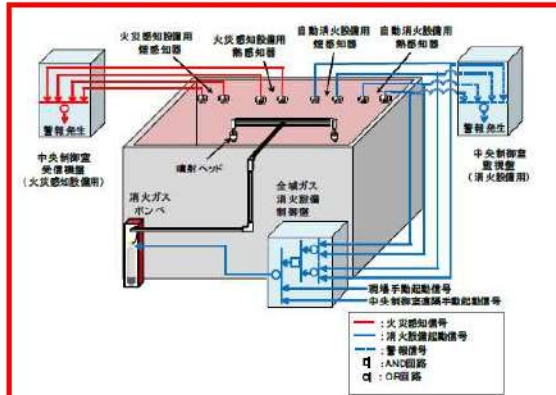 火災感知設備用
煙感知器
火災感知設備用
熱感知器
自動消火設備用
煙感知器
自動消火設備用
熱感知器
警報発生
中央制御室
受信機盤
(火災感知設備用)
警報発生
中央制御室
監視盤
(消火設備用)
噴射ヘッド
消火ガス
ボンベ
全域ガス
消火設備
制御盤
現場手動起動信号
中央制御室遠隔手動起動信号
:火災感知信号
:消火設備起動信号
:警報信号
:AND回路
:OR回路